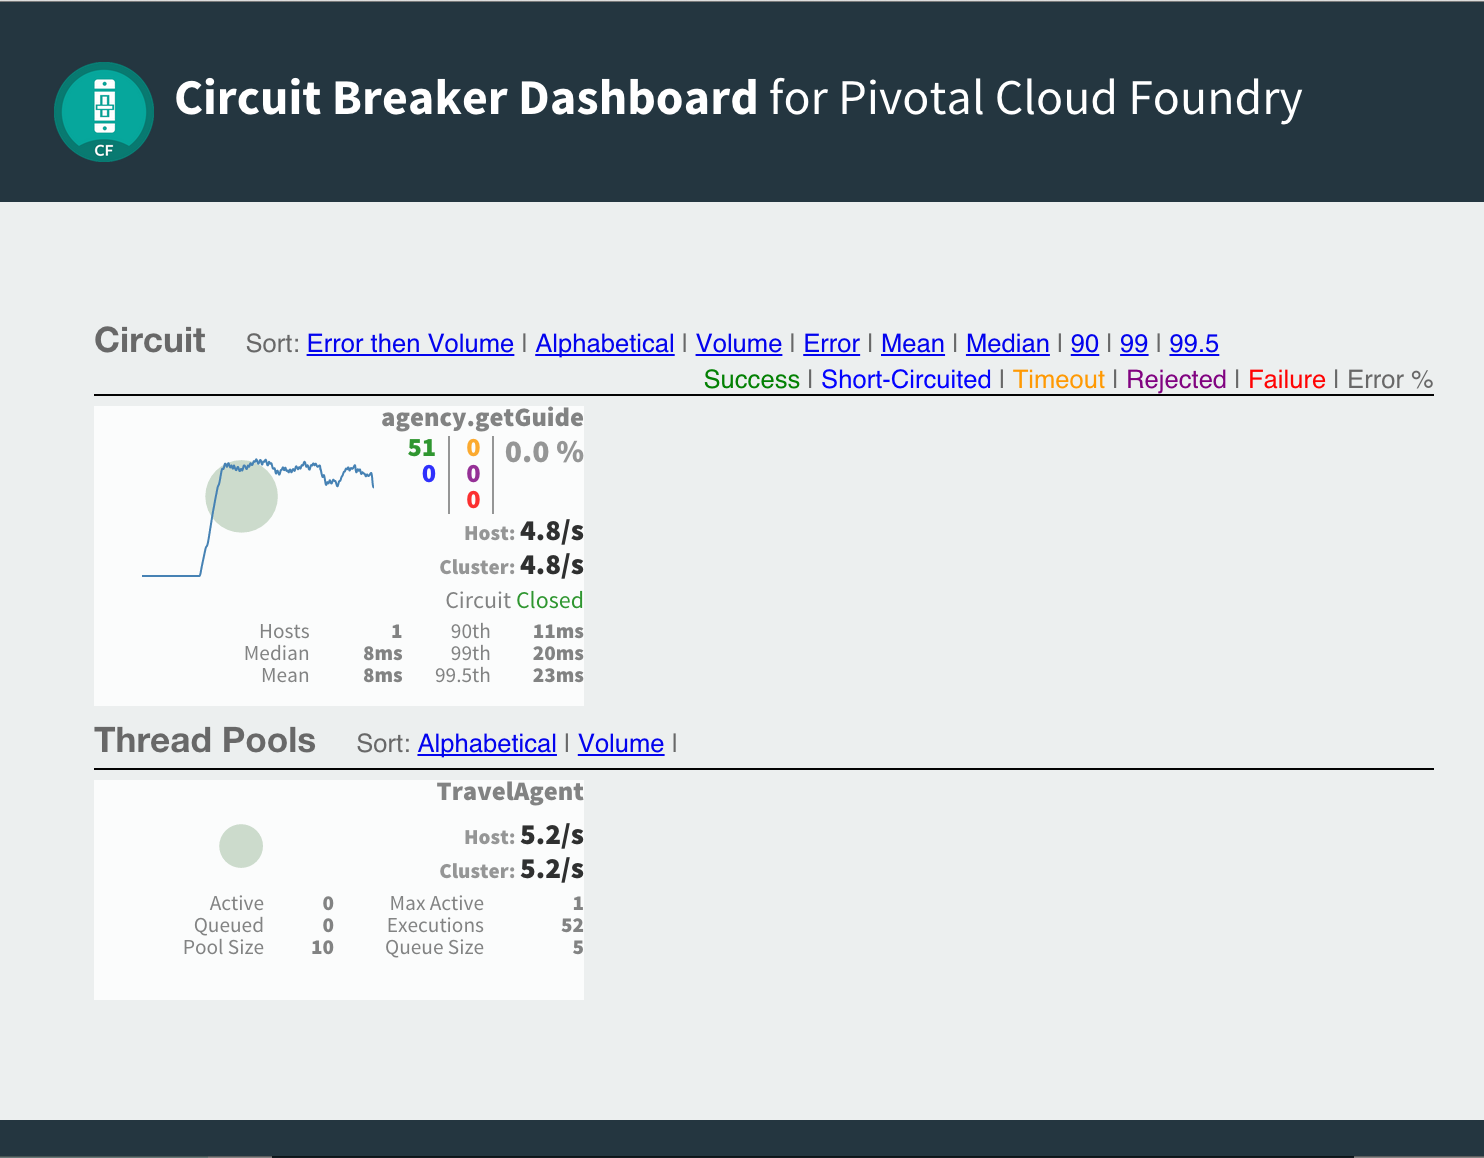 Circuit Breaker Dashboard for Pivotal Cloud Foundry
CF
Circuit Sort: Error then Volume | Alphabetical | Volume | Error | Mean | Median | 90 | 99 | 99.5
Success | Short-Circuited | Timeout | Rejected | Failure | Error %
agency.getGuide
51 0 0.0 %
0 0
0
Host: 4.8/s
Cluster: 4.8/s
Circuit Closed
Hosts 1 90th 11ms
Median 8ms 99th 20ms
Mean 8ms 99.5th 23ms
Thread Pools Sort: Alphabetical | Volume |
TravelAgent
Host: 5.2/s
Cluster: 5.2/s
Active 0 Max Active 1
Queued 0 Executions 52
Pool Size 10 Queue Size 5